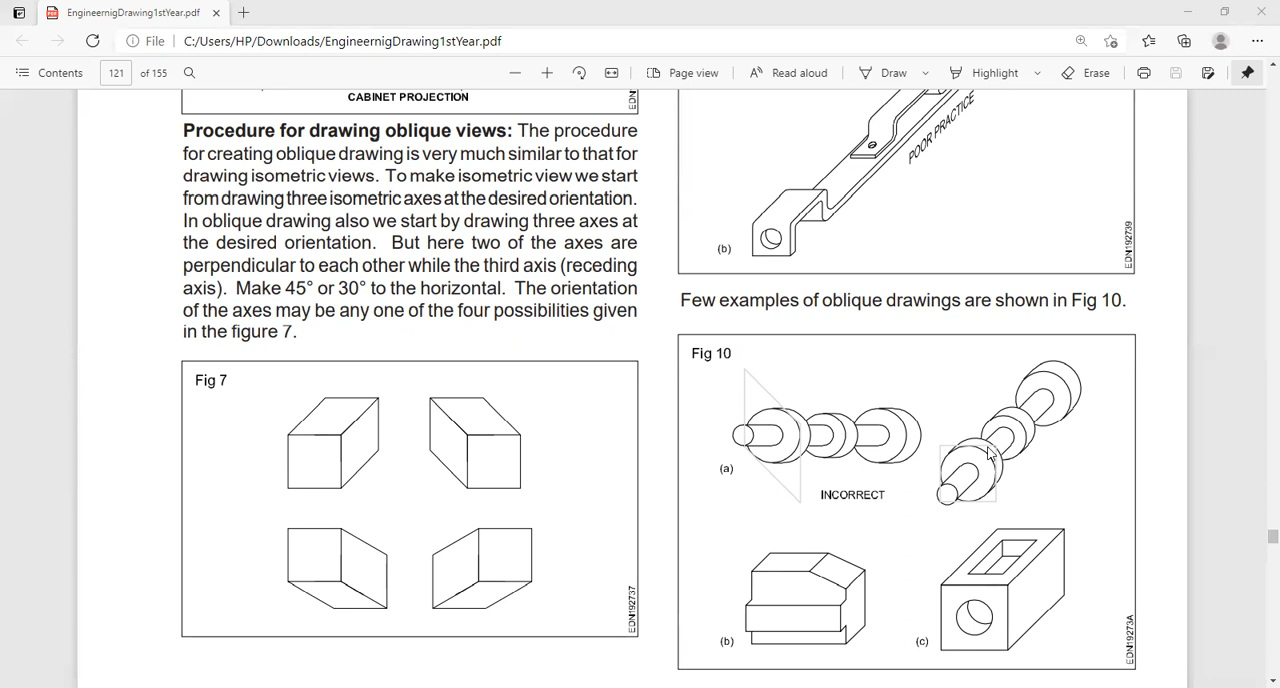 EngineernigDrawing1stYear.pdf
File
C:/Users/HP/Downloads/EngineernigDrawing1stYear.pdf
Contents
121
of 155
Page view
Read aloud
Draw
Highlight
Erase
CABINET PROJECTION
Procedure for drawing oblique views: The procedure
for creating oblique drawing is very much similar to that for
drawing isometric views. To make isometric view we start
from drawing three isometric axes at the desired orientation.
In oblique drawing also we start by drawing three axes at
the desired orientation. But here two of the axes are
perpendicular to each other while the third axis (receding
axis). Make 45° or 30° to the horizontal. The orientation
of the axes may be any one of the four possibilities given
in the figure 7.
Fig 7
EDNI192737
POOR PRACTICE
(b)
EDN192739
Few examples of oblique drawings are shown in Fig 10.
Fig 10
(a)
INCORRECT
(b)
(c)
EDNI19273A